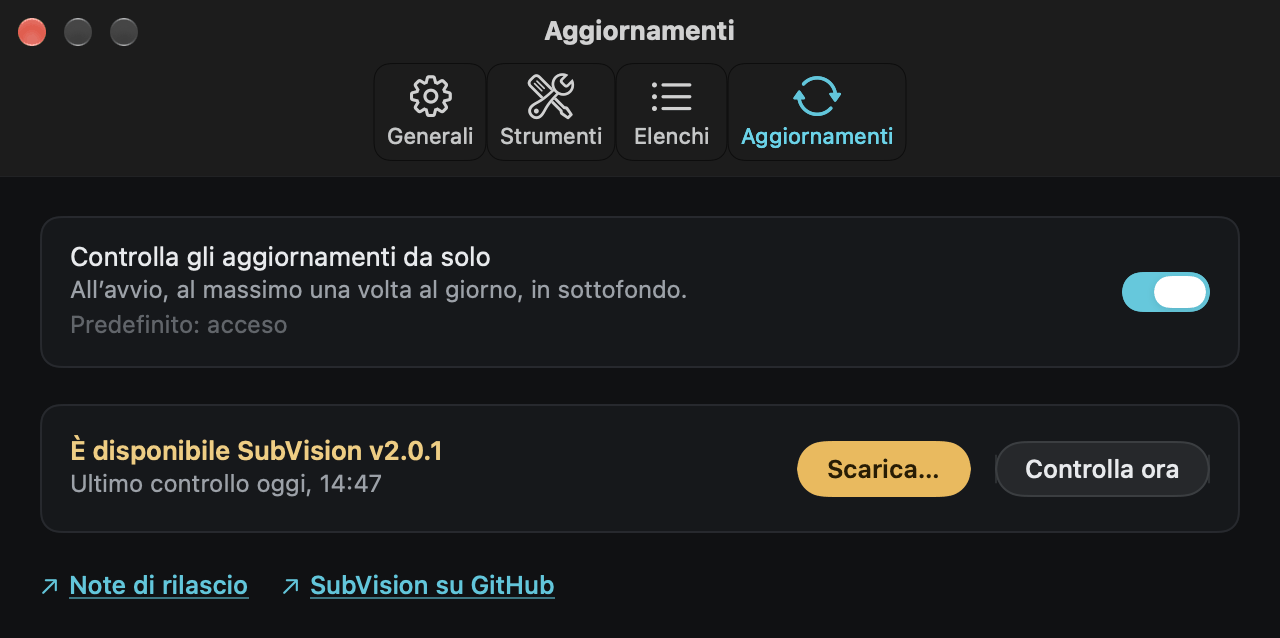 Aggiornamenti
Generali
Strumenti
Elenchi
Aggiornamenti
Controlla gli aggiornamenti da solo
All’avvio, al massimo una volta al giorno, in sottofondo.
Predefinito: acceso
È disponibile SubVision v2.0.1
Ultimo controllo oggi, 14:47
Scarica...
Controlla ora
Note di rilascio
SubVision su GitHub